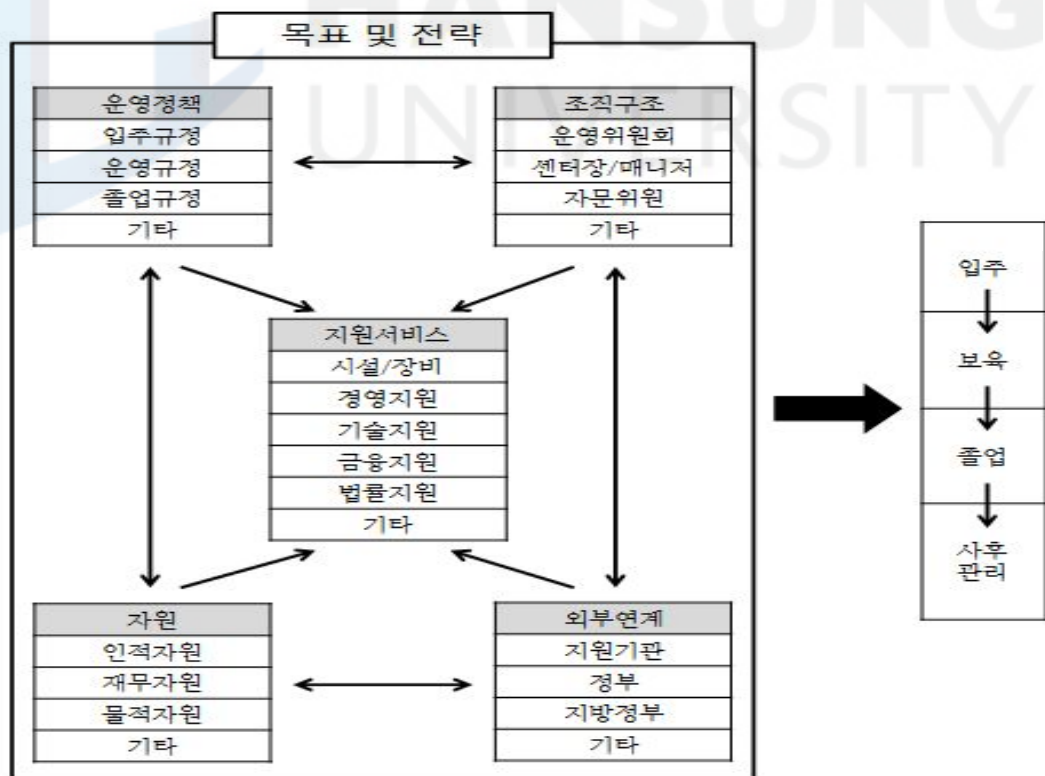 HANSUNG
UNIVERSITY
목표 및 전략
운영정책
입주규정
운영규정
졸업규정
기타
조직구조
운영위원회
센터장/매니저
자문위원
기타
지원서비스
시설/장비
경영지원
기술지원
금융지원
법률지원
기타
자원
인적자원
재무자원
물적자원
기타
외부연계
지원기관
정부
지방정부
기타
입주
보육
졸업
사후
관리